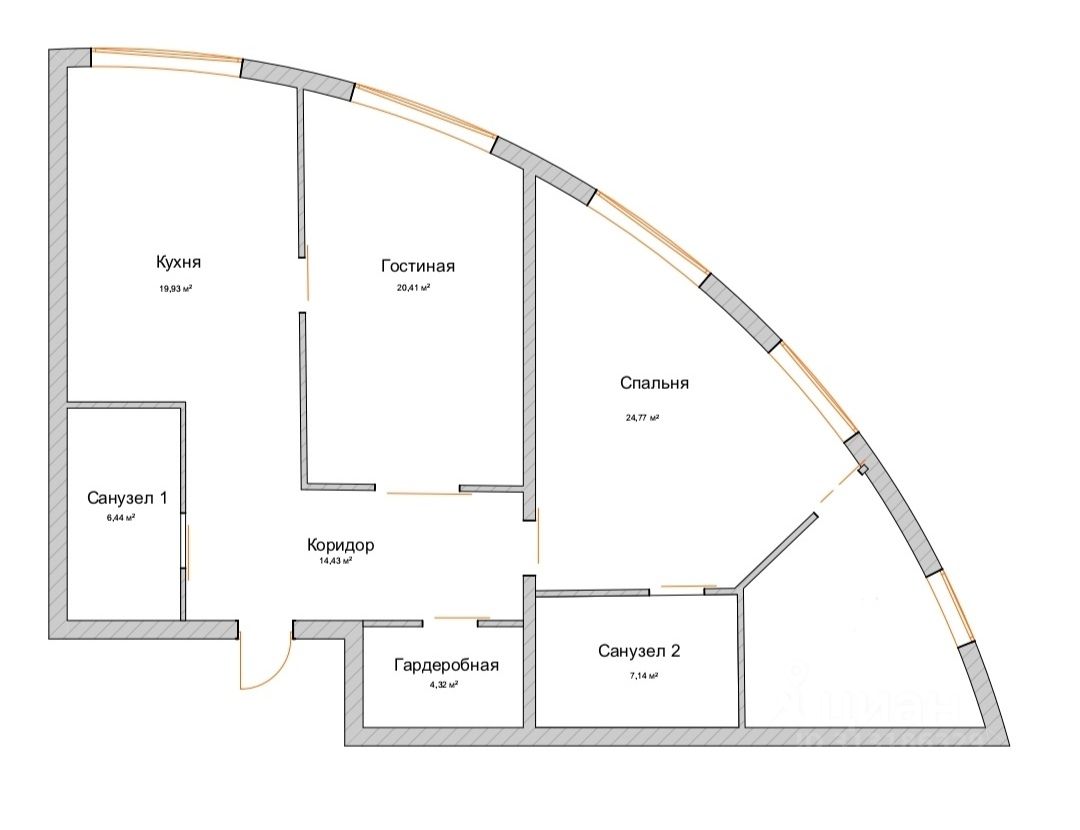 Кухня
19,93 м²
Гостиная
20,41 м²
Спальня
24,77 м²
Санузел 1
6,44 м²
Коридор
14,43 м²
Санузел 2
7,14 м²
Гардеробная
4,32 м²
циан